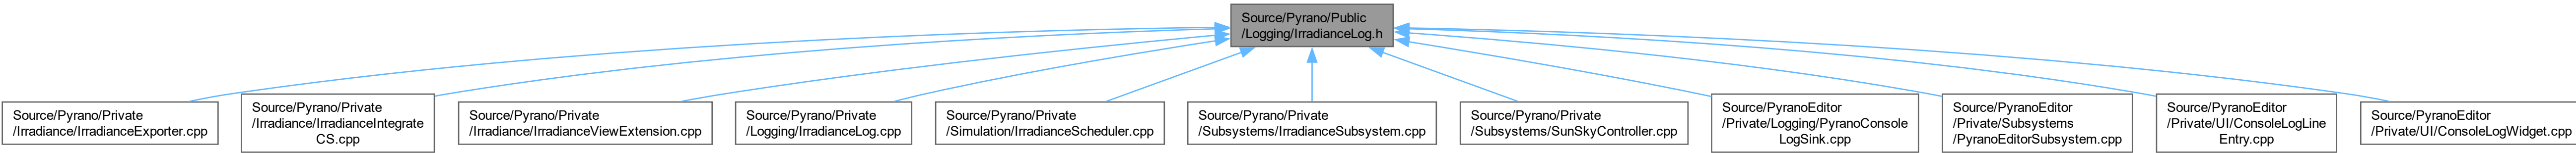 Source/Pyrano/Public
/Logging/IrradianceLog.h
Source/Pyrano/Private
/Irradiance/IrradianceExporter.cpp
Source/Pyrano/Private
/Irradiance/IrradianceIntegrate
CS.cpp
Source/Pyrano/Private
/Irradiance/IrradianceViewExtension.cpp
Source/Pyrano/Private
/Logging/IrradianceLog.cpp
Source/Pyrano/Private
/Simulation/IrradianceScheduler.cpp
Source/Pyrano/Private
/Subsystems/IrradianceSubsystem.cpp
Source/Pyrano/Private
/Subsystems/SunSkyController.cpp
Source/PyranoEditor
/Private/Logging/PyranoConsole
LogSink.cpp
Source/PyranoEditor
/Private/Subsystems
/PyranoEditorSubsystem.cpp
Source/PyranoEditor
/Private/UI/ConsoleLogLine
Entry.cpp
Source/PyranoEditor
/Private/UI/ConsoleLogWidget.cpp